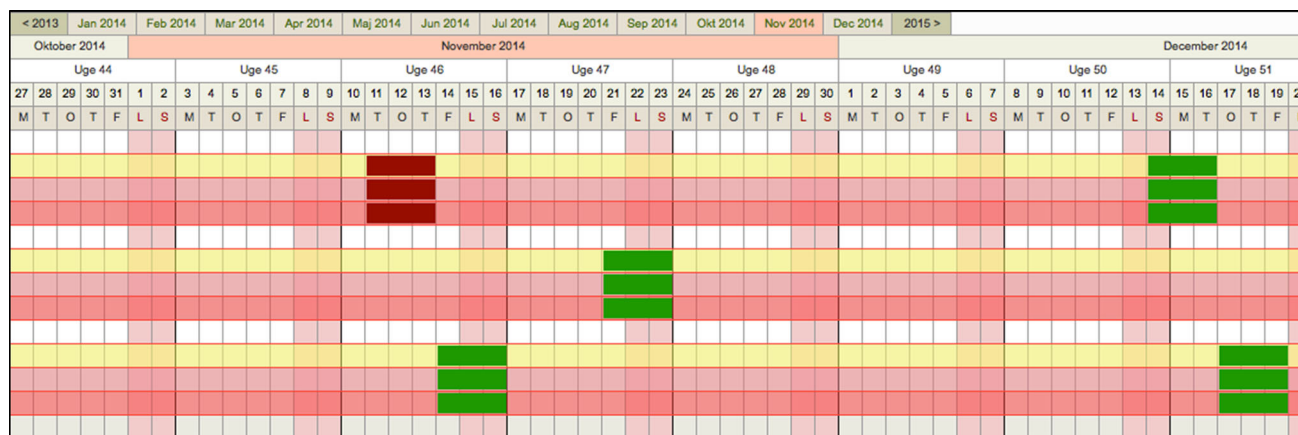 < 2013 Jan 2014 Feb 2014 Mar 2014 Apr 2014 Maj 2014 Jun 2014 Jul 2014 Aug 2014 Sep 2014 Okt 2014 Nov 2014 Dec 2014 2015 >
Oktober 2014 November 2014 December 2014
Uge 44 Uge 45 Uge 46 Uge 47 Uge 48 Uge 49 Uge 50 Uge 51
27 28 29 30 31 1 2 3 4 5 6 7 8 9 10 11 12 13 14 15 16 17 18 19 20 21 22 23 24 25 26 27 28 29 30 1 2 3 4 5 6 7 8 9 10 11 12 13 14 15 16 17 18 19
M T O T F L S M T O T F L S M T O T F L S M T O T F L S M T O T F L S M T O T F L S M T O T F L S M T O T F